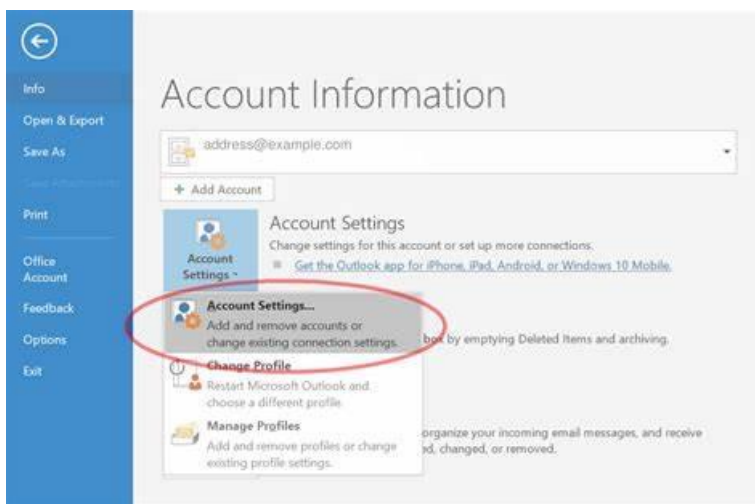 Info
Account Information
Open & Export
Save As
address@example.com
Save Attachments
+ Add Account
Print
Account Settings
Change settings for this account or set up more connections.
Account
Settings
Get the Outlook app for iPhone, iPad, Android, or Windows 10 Mobile.
Office
Account
Feedback
Account Settings...
Add and remove accounts or
change existing connection settings.
box by emptying Deleted Items and archiving.
Options
Exit
Change Profile
Restart Microsoft Outlook and
choose a different profile.
Manage Profiles
Add and remove profiles or change
existing profile settings.
organize your incoming email messages, and receive
ed, changed, or removed.